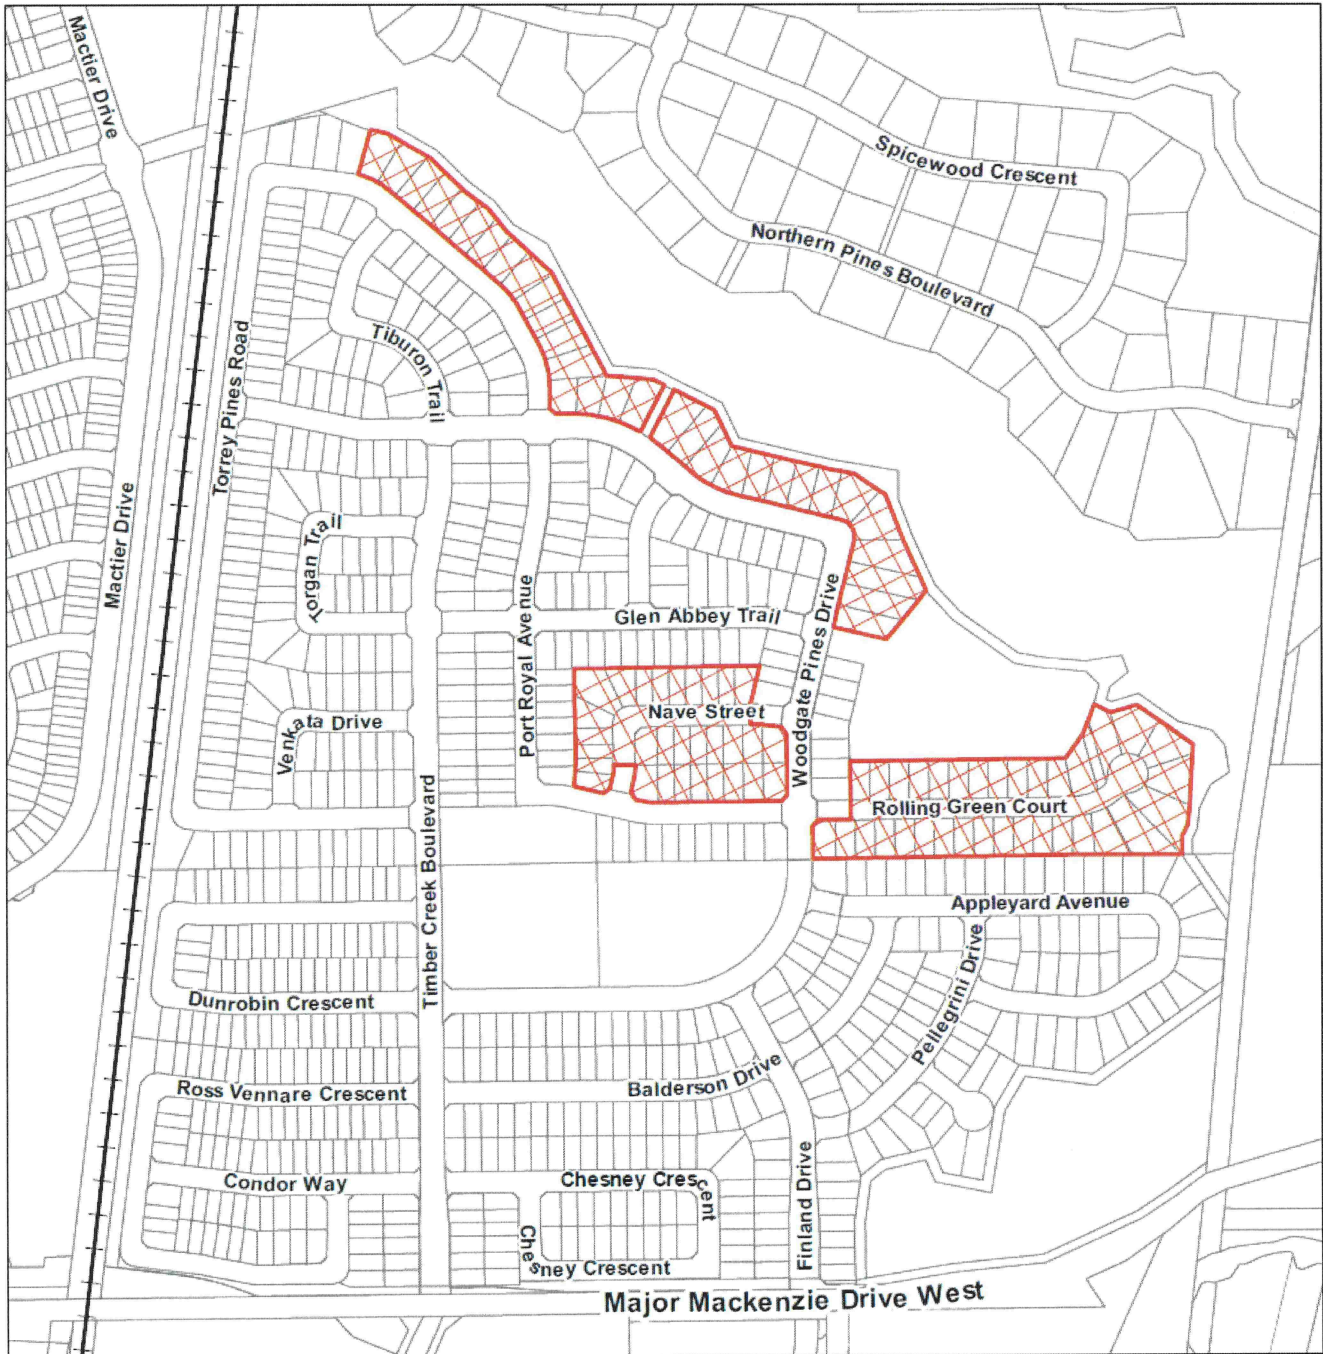 Mactier Drive
Spicewood Crescent
Northern Pines Boulevard
Tiburon Trail
Torrey Pines Road
Mactier Drive
Torgan Trail
Port Royal Avenue
Glen Abbey Trail
Woodgate Pines Drive
Nave Street
Venkata Drive
Timber Creek Boulevard
Rolling Green Court
Appleyard Avenue
Pellegrini Drive
Dunrobin Crescent
Ross Vennare Crescent
Balderson Drive
Condor Way
Chesney Crescent
Finland Drive
Chesney Crescent
Major Mackenzie Drive West